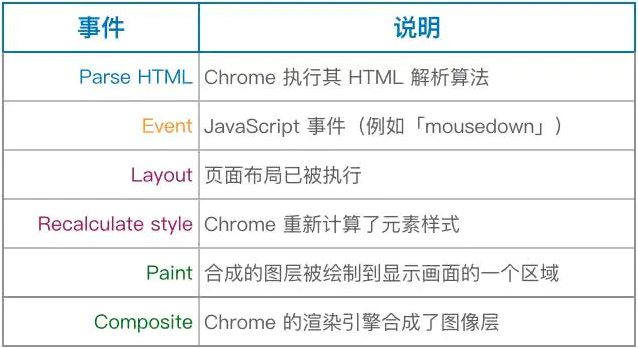 事件 说明
Parse HTML Chrome 执行其 HTML 解析算法
Event JavaScript 事件（例如「mousedown」）
Layout 页面布局已被执行
Recalculate style Chrome 重新计算了元素样式
Paint 合成的图层被绘制到显示画面的一个区域
Composite Chrome 的渲染引擎合成了图像层